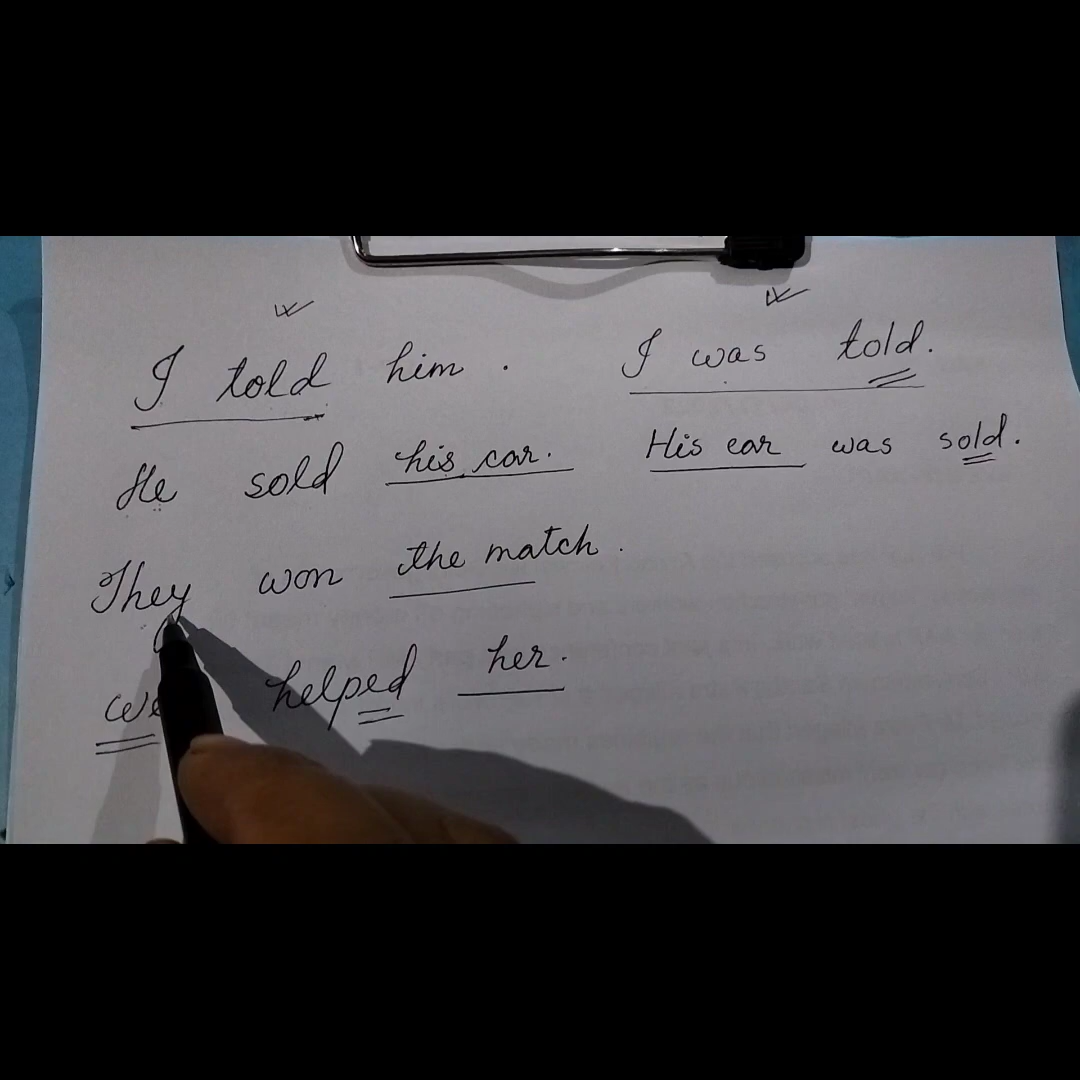 I told him. I was told.
He sold his car. His car was sold.
They won the match.
We helped her.